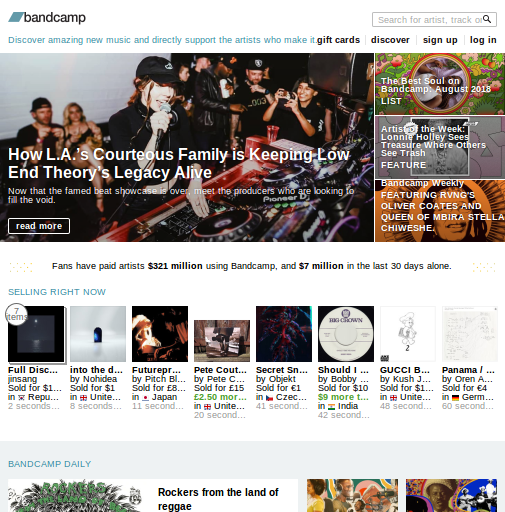 bandcamp
Search for artist, track or
Discover amazing new music and directly support the artists who make it.
gift cards
discover
sign up
log in
How L.A.'s Courteous Family is Keeping Low End Theory's Legacy Alive
Now that the famed beat showcase is over, meet the producers who are looking to fill the void.
read more
The Best Soul on
Bandcamp: August 2018
LIST
Artist of the Week:
Lonnie Holley Sees
Treasure Where Others
See Trash
FEATURE
Bandcamp Weekly
FEATURING RVNG'S
OLIVER COATES AND
QUEEN OF MBIRA STELLA
CHIWESHE.
Fans have paid artists $321 million using Bandcamp, and $7 million in the last 30 days alone.
SELLING RIGHT NOW
7
items
Full Disc...
jinsang
Sold for $1...
in Repu...
2 seconds...
into the d...
by Nohidea
Sold for $1
in Unite...
8 seconds...
Futurepr...
by Pitch Bl...
Sold for £8...
in Japan
11 second...
Pete Cout...
by Pete C...
Sold for £15
£2.50 mor...
in Unite...
20 second...
Secret Sn...
by Objekt
Sold for €1
in Czec...
41 second...
BIG CROWN
Should I ...
by Bobby ...
Sold for $10
$9 more t...
in India
42 second...
GUCCI B...
by Kush J...
Sold for $1...
in Unite...
48 second...
Panama / ...
by Oren A...
Sold for €4
in Germ...
60 second...
BANDCAMP DAILY
ROCKERS
Rockers from the land of
reggae